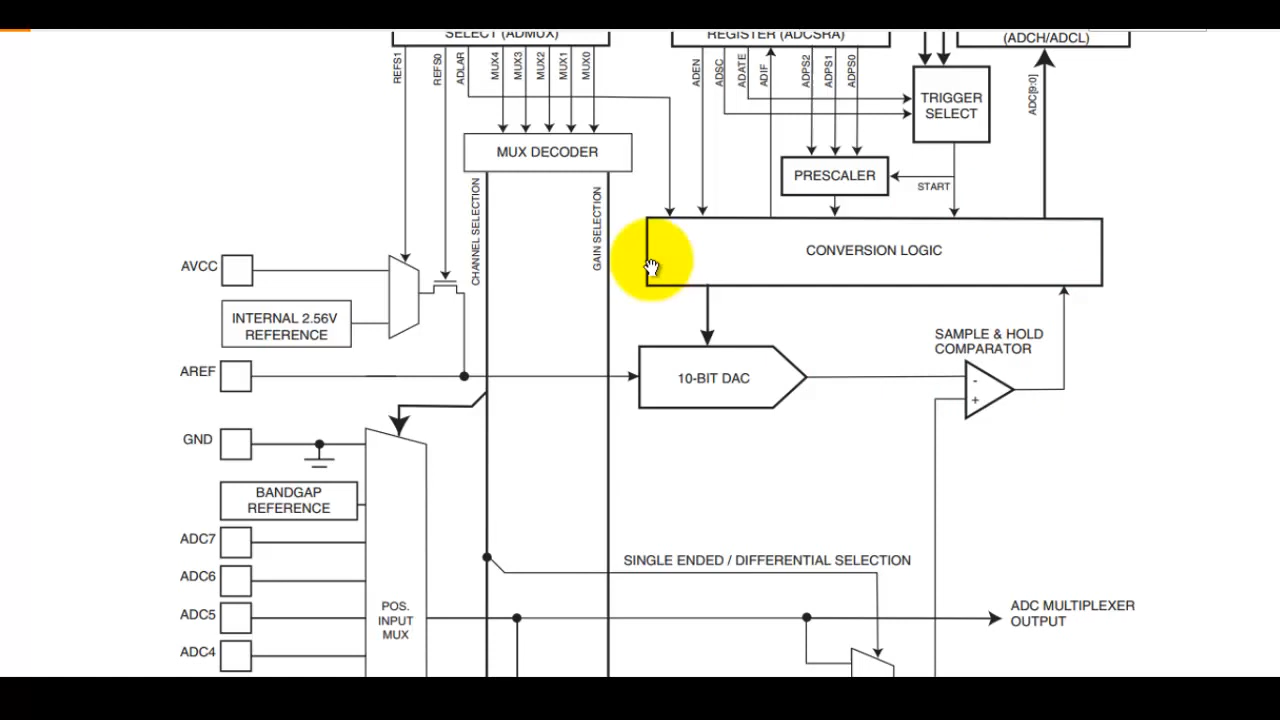 SELECT (ADMUX)
REGISTER (ADCSRA)
(ADCH/ADCL)
REFS1
REFS0
ADLAR
MUX4
MUX3
MUX2
MUX1
MUX0
ADEN
ADSC
ADATE
ADIF
ADPS2
ADPS1
ADPS0
ADC[9:0]
TRIGGER
SELECT
MUX DECODER
PRESCALER
START
CHANNEL SELECTION
GAIN SELECTION
CONVERSION LOGIC
AVCC
INTERNAL 2.56V
REFERENCE
SAMPLE & HOLD
COMPARATOR
AREF
10-BIT DAC
-
+
GND
BANDGAP
REFERENCE
ADC7
SINGLE ENDED / DIFFERENTIAL SELECTION
ADC6
ADC5
POS.
INPUT
MUX
ADC MULTIPLEXER
OUTPUT
ADC4